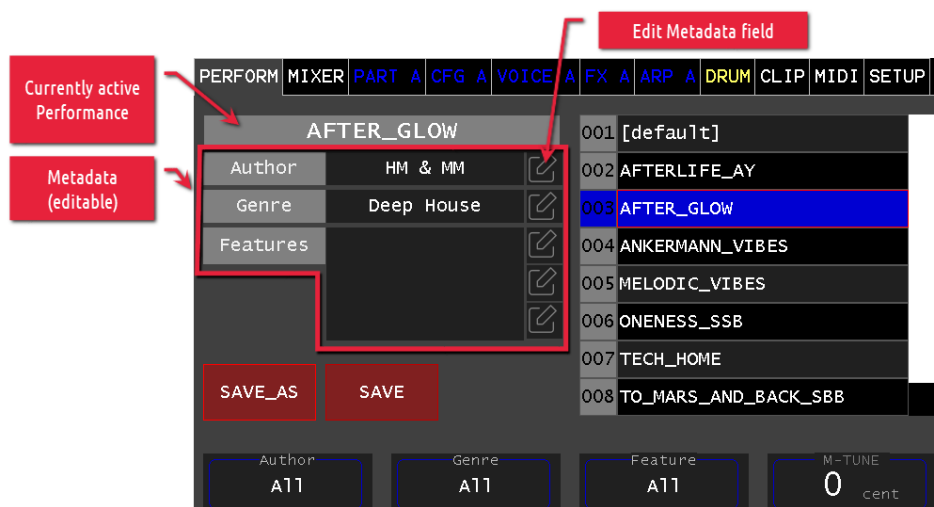 Edit Metadata field
Currently active
Performance
PERFORM MIXER PART A CFG A VOICE A FX A ARP A DRUM CLIP MIDI SETUP
AFTER_GLOW
Metadata
(editable)
Author HM & MM
Genre Deep House
Features
001 [default]
002 AFTERLIFE_AY
003 AFTER_GLOW
004 ANKERMANN_VIBES
005 MELODIC_VIBES
006 ONENESS_SSB
007 TECH_HOME
008 TO_MARS_AND_BACK_SBB
SAVE_AS SAVE
Author Genre Feature M-TUNE
All All All 0 cent